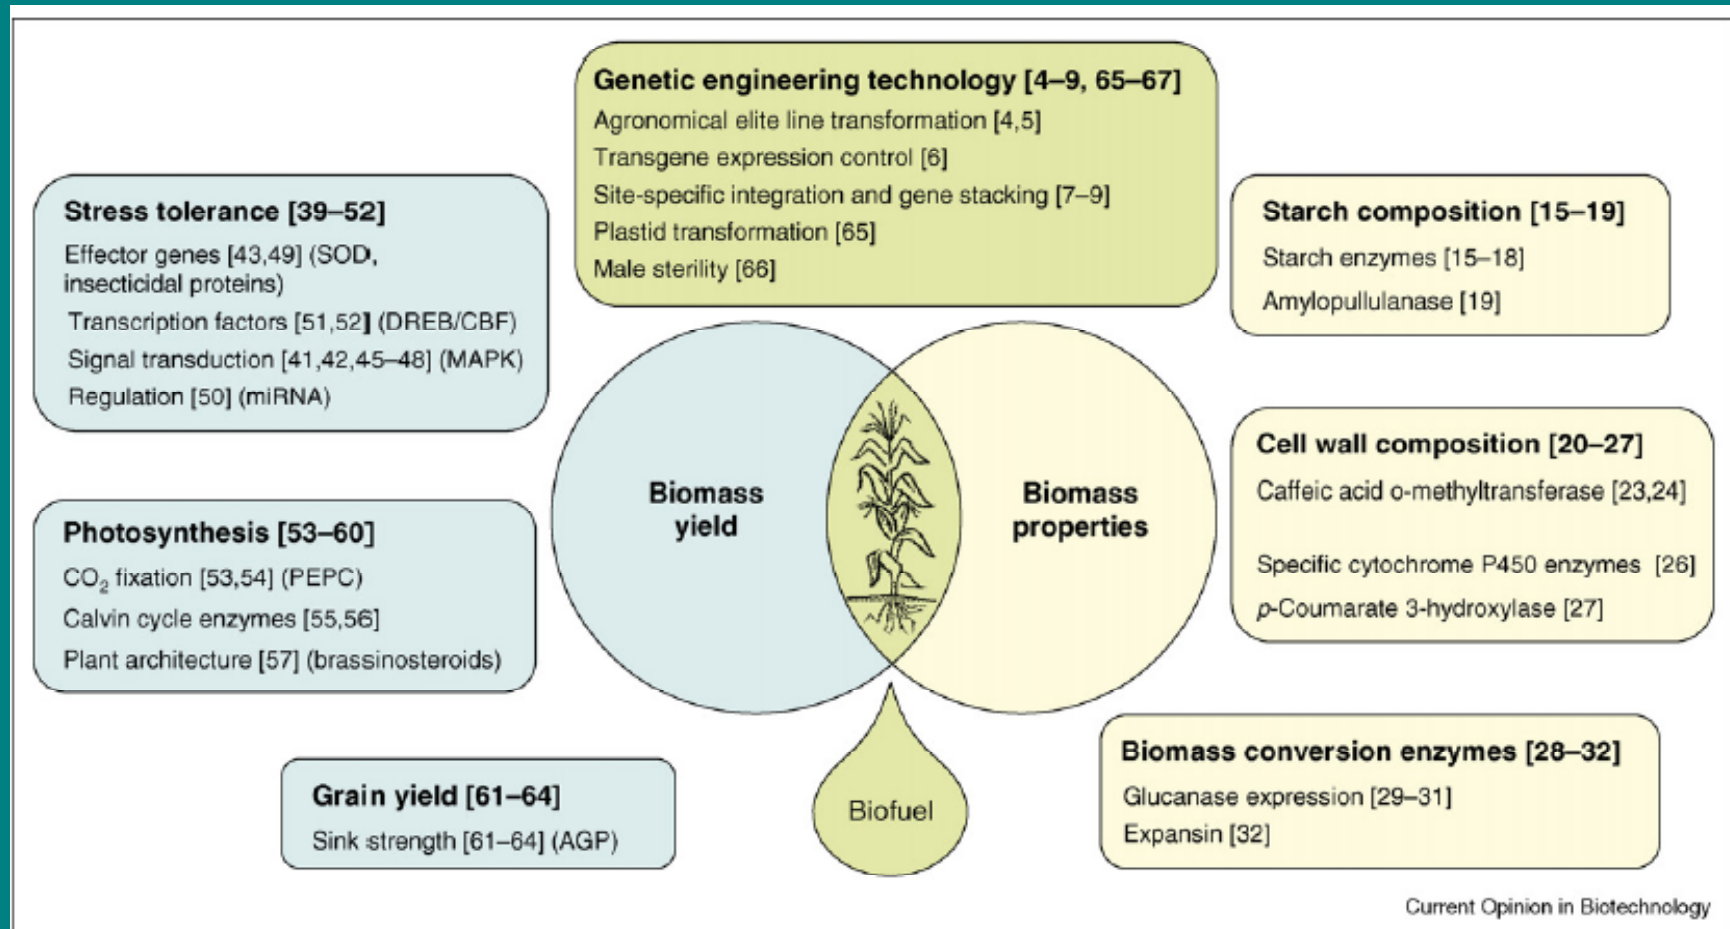 Genetic engineering technology [4–9, 65–67]
Agronomical elite line transformation [4,5]
Transgene expression control [6]
Site-specific integration and gene stacking [7–9]
Plastid transformation [65]
Male sterility [66]
Stress tolerance [39–52]
Effector genes [43,49] (SOD,
insecticidal proteins)
Transcription factors [51,52] (DREB/CBF)
Signal transduction [41,42,45–48] (MAPK)
Regulation [50] (miRNA)
Starch composition [15–19]
Starch enzymes [15–18]
Amylopullulanase [19]
Photosynthesis [53–60]
CO₂ fixation [53,54] (PEPC)
Calvin cycle enzymes [55,56]
Plant architecture [57] (brassinosteroids)
Biomass
yield
Biomass
properties
Cell wall composition [20–27]
Caffeic acid o-methyltransferase [23,24]
Specific cytochrome P450 enzymes [26]
p-Coumarate 3-hydroxylase [27]
Grain yield [61–64]
Sink strength [61–64] (AGP)
Biofuel
Biomass conversion enzymes [28–32]
Glucanase expression [29–31]
Expansin [32]
Current Opinion in Biotechnology